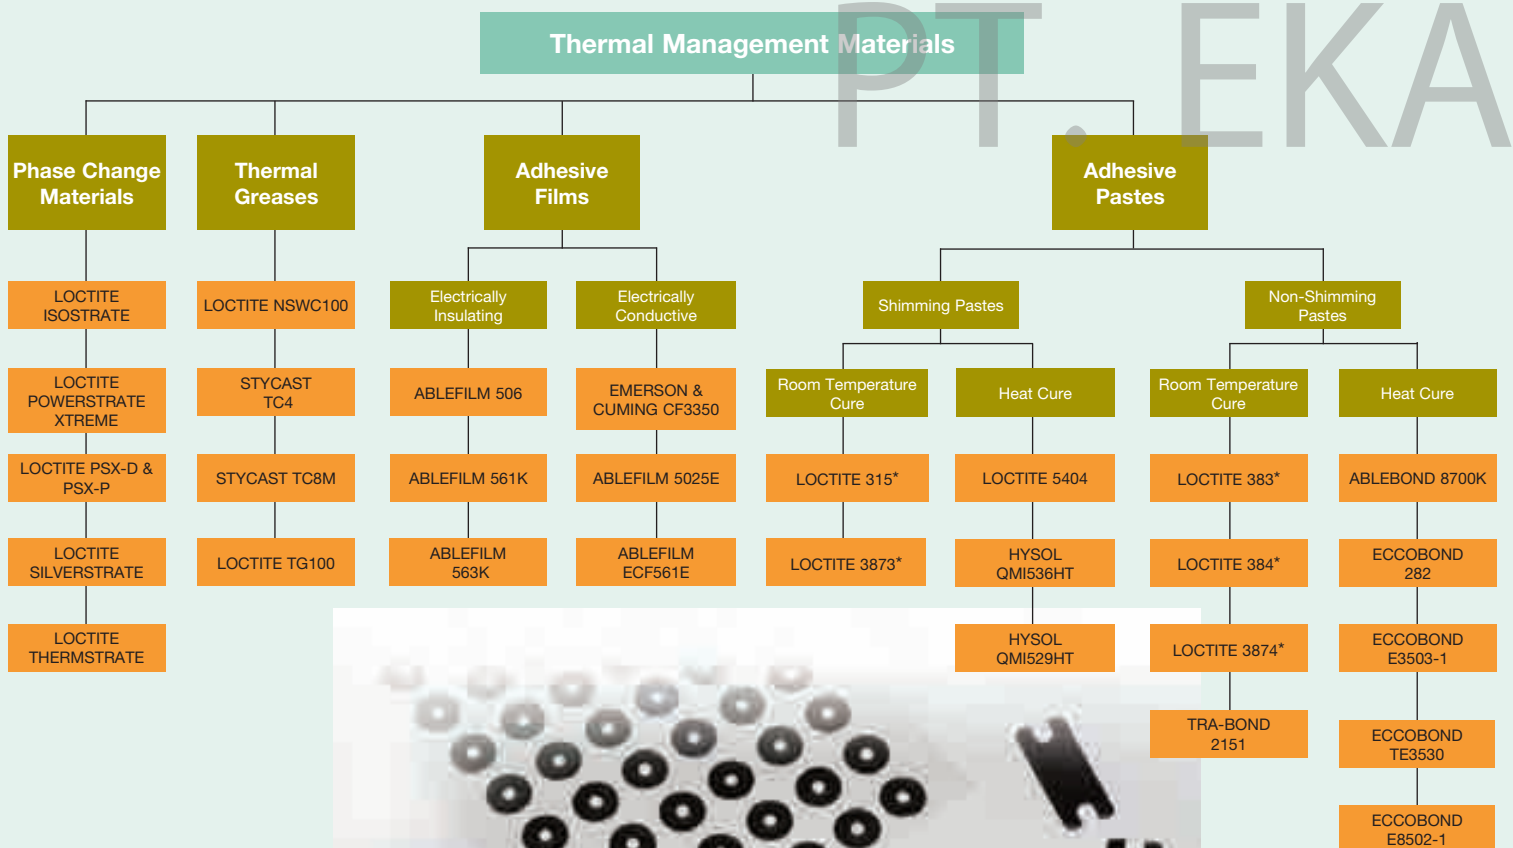 Thermal Management Materials
PT. EKA
Phase Change
Materials
Thermal
Greases
Adhesive
Films
Adhesive
Pastes
LOCTITE
ISOSTRATE
LOCTITE NSWC100
Electrically
Insulating
Electrically
Conductive
Shimming Pastes
Non-Shimming
Pastes
LOCTITE
POWERSTRATE
XTREME
STYCAST
TC4
ABLEFILM 506
EMERSON &
CUMING CF3350
Room Temperature
Cure
Heat Cure
Room Temperature
Cure
Heat Cure
LOCTITE PSX-D &
PSX-P
STYCAST TC8M
ABLEFILM 561K
ABLEFILM 5025E
LOCTITE 315*
LOCTITE 5404
LOCTITE 383*
ABLEBOND 8700K
LOCTITE
SILVERSTRATE
LOCTITE TG100
ABLEFILM
563K
ABLEFILM
ECF561E
LOCTITE 3873*
HYSOL
QMI536HT
LOCTITE 384*
ECCOBOND
282
LOCTITE
THERMSTRATE
HYSOL
QMI529HT
LOCTITE 3874*
ECCOBOND
E3503-1
TRA-BOND
2151
ECCOBOND
TE3530
ECCOBOND
E8502-1